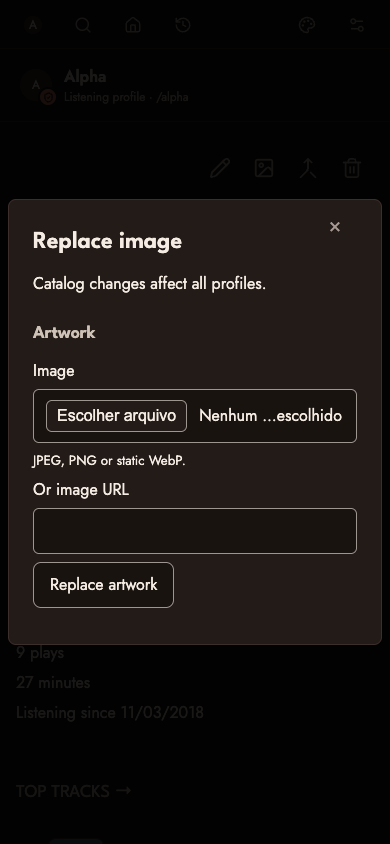 A
A
Alpha
Listening profile · /alpha
Replace image
×
Catalog changes affect all profiles.
Artwork
Image
Escolher arquivo Nenhum ...escolhido
JPEG, PNG or static WebP.
Or image URL
Replace artwork
9 plays
27 minutes
Listening since 11/03/2018
TOP TRACKS →